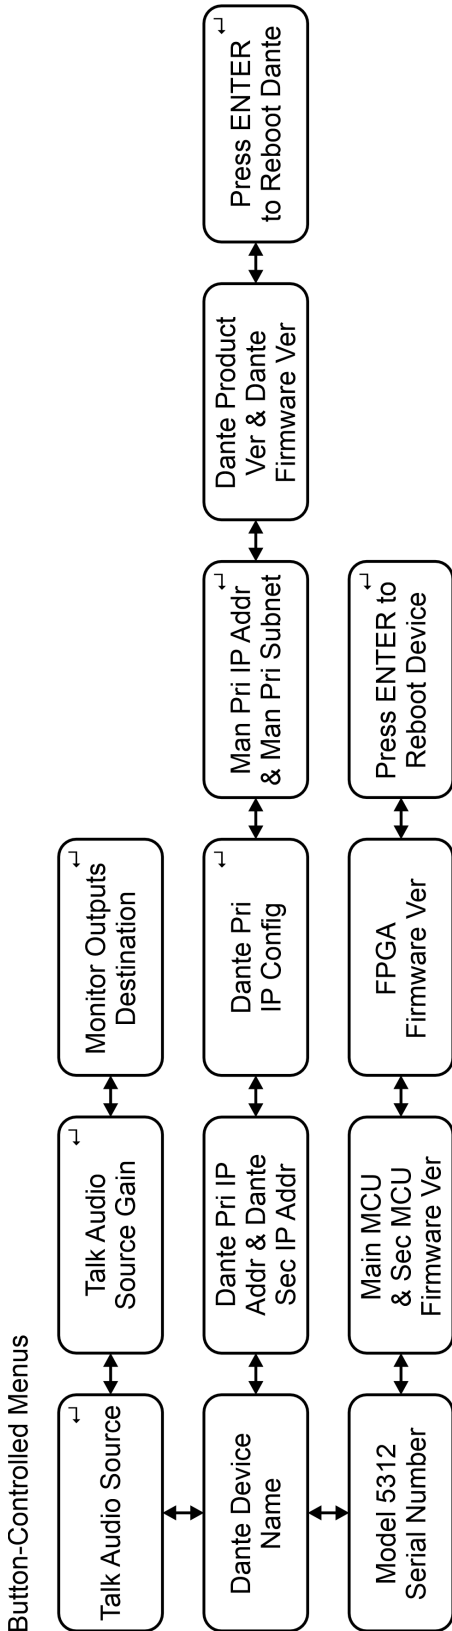 Button-Controlled Menus
Talk Audio Source
Talk Audio
Source Gain
Monitor Outputs
Destination
Dante Device
Name
Dante Pri IP
Addr & Dante
Sec IP Addr
Dante Pri
IP Config
Man Pri IP Addr
& Man Pri Subnet
Dante Product
Ver & Dante
Firmware Ver
Press ENTER
to Reboot Dante
Model 5312
Serial Number
Main MCU
& Sec MCU
Firmware Ver
FPGA
Firmware Ver
Press ENTER to
Reboot Device